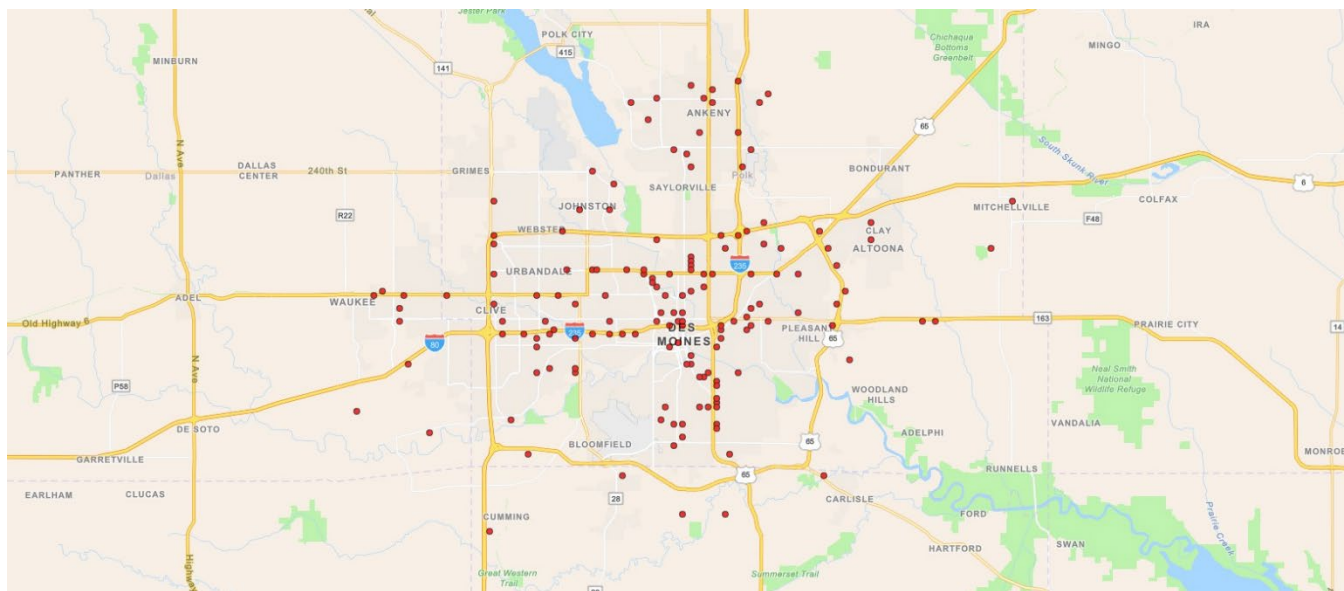 Jester Park
141
POLK CITY
415
MINBURN
IRA
MINGO
Chichaqua
Bottoms
Greenbelt
ANKENY
65
N Ave
PANTHER
Dallas
DALLAS
CENTER
240th St
GRIMES
SAYLORVILLE
Polk
BONDURANT
South Skunk River
6
JOHNSTON
R22
WEBSTER
CLAY
ALTOONA
MITCHELLVILLE
F48
COLFAX
URBANDALE
235
ADEL
WAUKEE
CLIVE
Old Highway 6
80
235
DES
MOINES
PLEASANT
HILL
65
163
PRAIRIE CITY
14
P58
N Ave
Neal Smith
National
Wildlife Refuge
WOODLAND
HILLS
DE SOTO
BLOOMFIELD
65
ADELPHI
VANDALIA
GARRETVILLE
MONROE
EARLHAM
CLUCAS
28
65
RUNNELLS
CARLISLE
CUMMING
FORD
Prairie Creek
SWAN
HARTFORD
Highway
Great Western
Trail
Summerset Trail